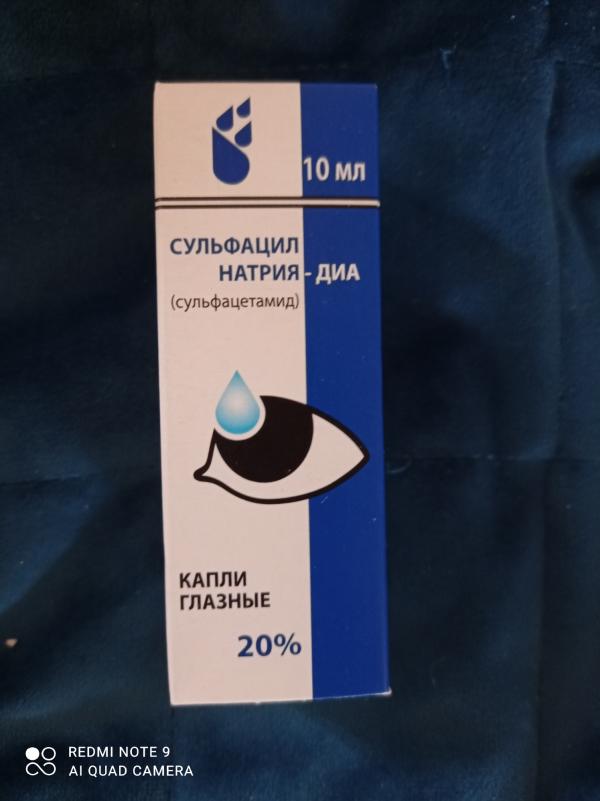 10 мл
СУЛЬФАЦИЛ
НАТРИЯ - ДИА
(сульфацетамид)
КАПЛИ
ГЛАЗНЫЕ
20%
REDMI NOTE 9
AI QUAD CAMERA